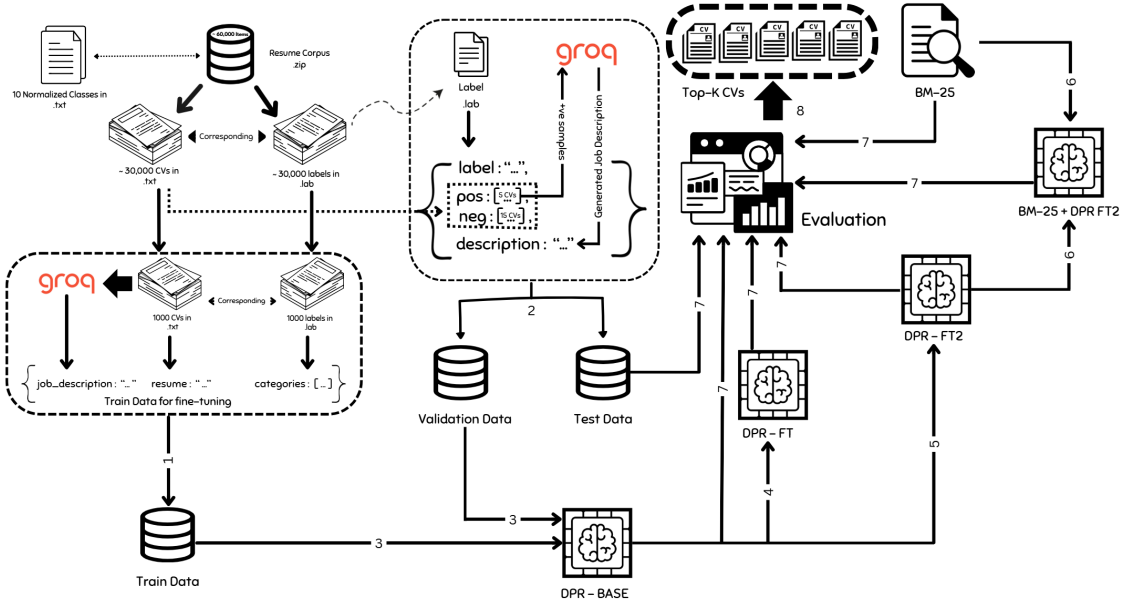 ~ 60,000 Items
Resume Corpus
.zip
10 Normalized Classes in
.txt
Corresponding
~ 30,000 CVs in
.txt
~ 30,000 labels in
.lab
groq
1000 CVs in
.txt
Corresponding
1000 labels in
.lab
job_description : “...”
resume : “...”
categories : [...]
Train Data for fine-tuning
1
Train Data
Label
.lab
groq
+ve samples
Generated Job Description
label : “...”,
pos : [5 CVs ...],
neg : [15 CVs ...],
description : “...”
2
Validation Data
Test Data
3
3
DPR - BASE
CV
CV
CV
CV
CV
Top-K CVs
8
Evaluation
BM-25
6
7
7
BM-25 + DPR FT2
6
7
DPR - FT2
7
7
7
DPR - FT
4
5